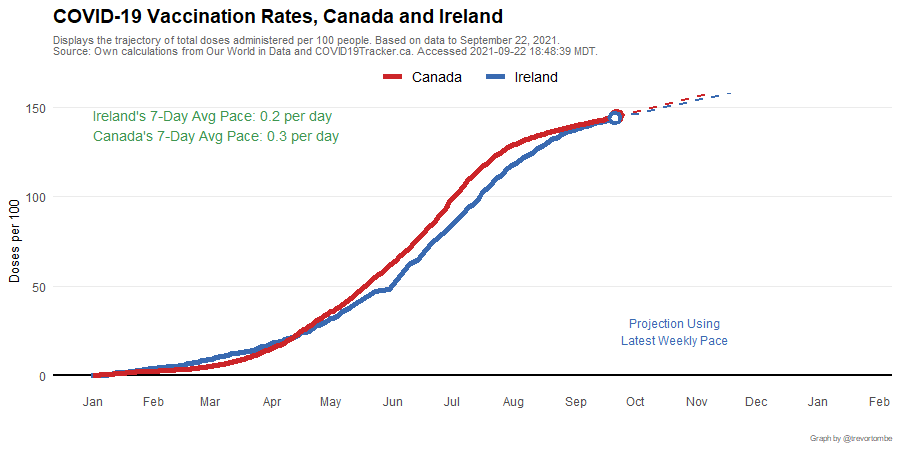 COVID-19 Vaccination Rates, Canada and Ireland
Displays the trajectory of total doses administered per 100 people. Based on data to September 22, 2021.
Source: Own calculations from Our World in Data and COVID19Tracker.ca. Accessed 2021-09-22 18:48:39 MDT.
Canada Ireland
Ireland's 7-Day Avg Pace: 0.2 per day
Canada's 7-Day Avg Pace: 0.3 per day
150
100
50
0
Doses per 100
Projection Using
Latest Weekly Pace
Jan Feb Mar Apr May Jun Jul Aug Sep Oct Nov Dec Jan Feb
Graph by @trevortombe